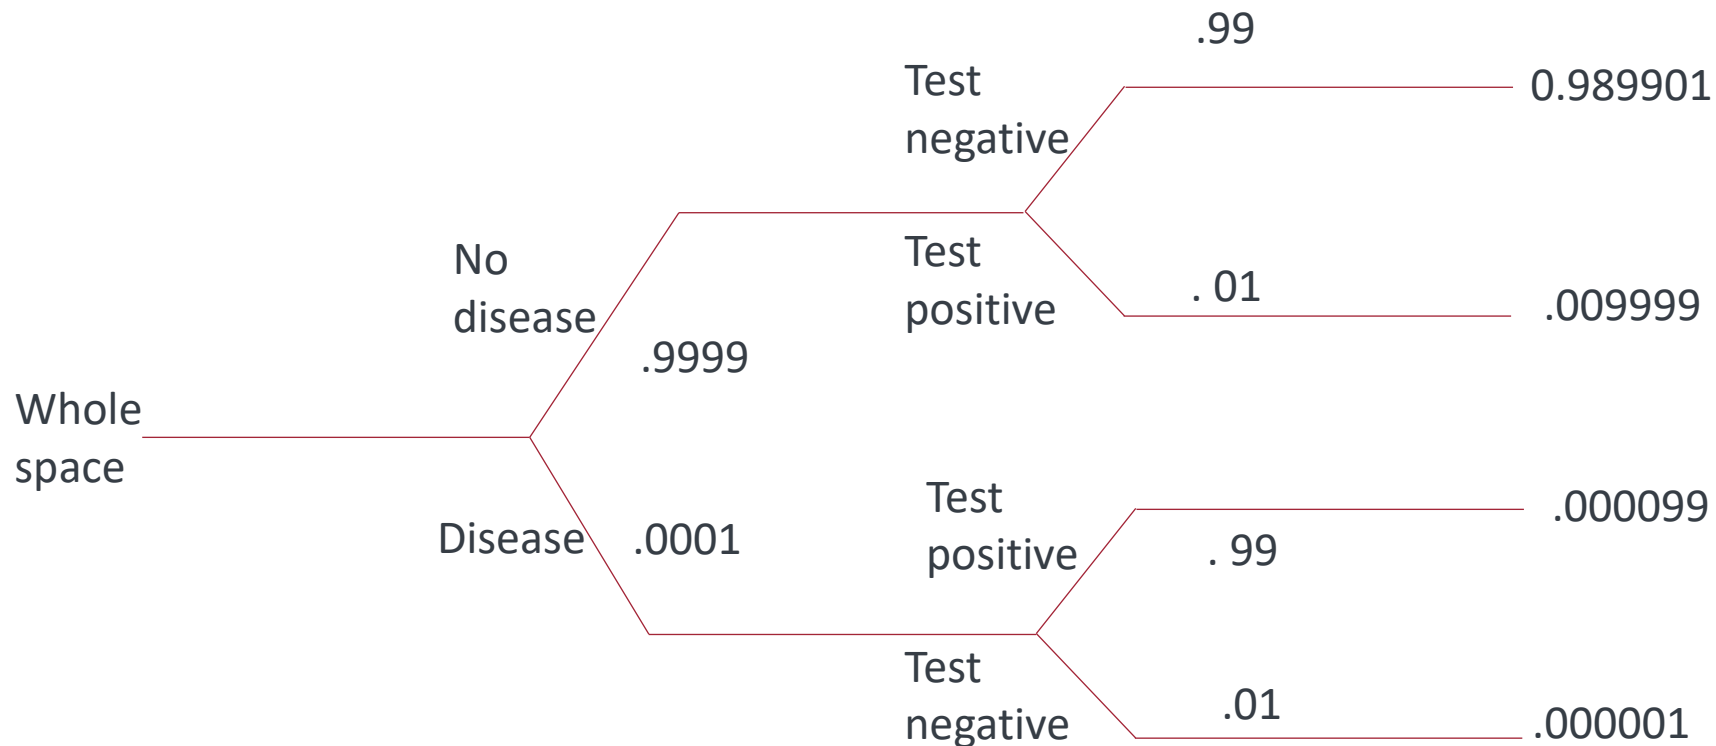 .99
Test
negative
0.989901
No
disease
.9999
Test
positive
. 01
.009999
Whole
space
Disease
.0001
Test
positive
. 99
.000099
Test
negative
.01
.000001